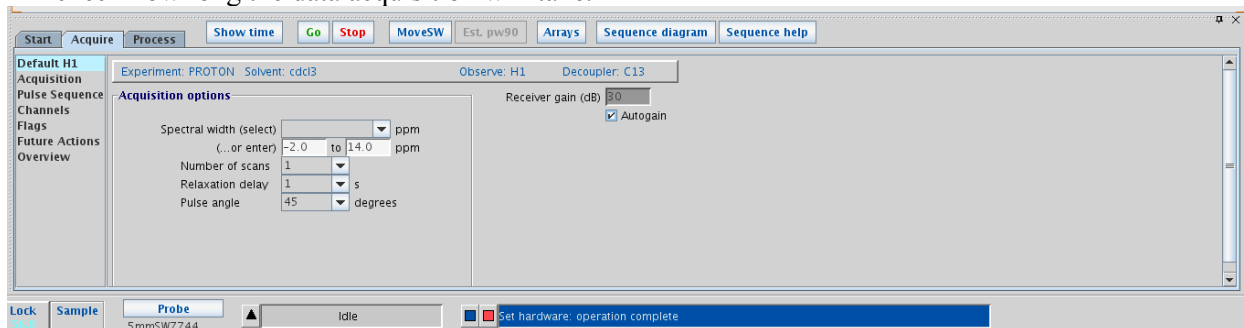 Start Acquire Process Show time Go Stop MoveSW Est. pw90 Arrays Sequence diagram Sequence help
Default H1
Acquisition
Pulse Sequence
Channels
Flags
Future Actions
Overview
Experiment: PROTON Solvent: cdcl3 Observe: H1 Decoupler: C13
Acquisition options
Receiver gain (dB) 30
Autogain
Spectral width (select) ppm
(...or enter) -2.0 to 14.0 ppm
Number of scans 1
Relaxation delay 1 s
Pulse angle 45 degrees
Lock Sample Probe Idle Set hardware: operation complete
5mmSW7744